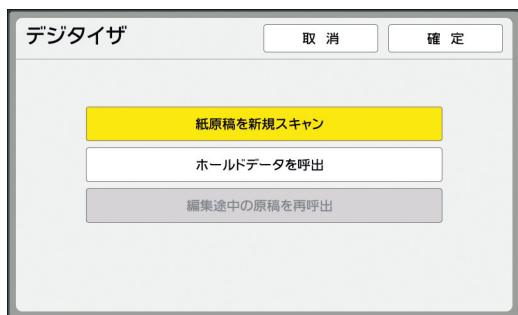 デジタイザ 取 消 確 定
紙原稿を新規スキャン
ホールドデータを呼出
編集途中の原稿を再呼出